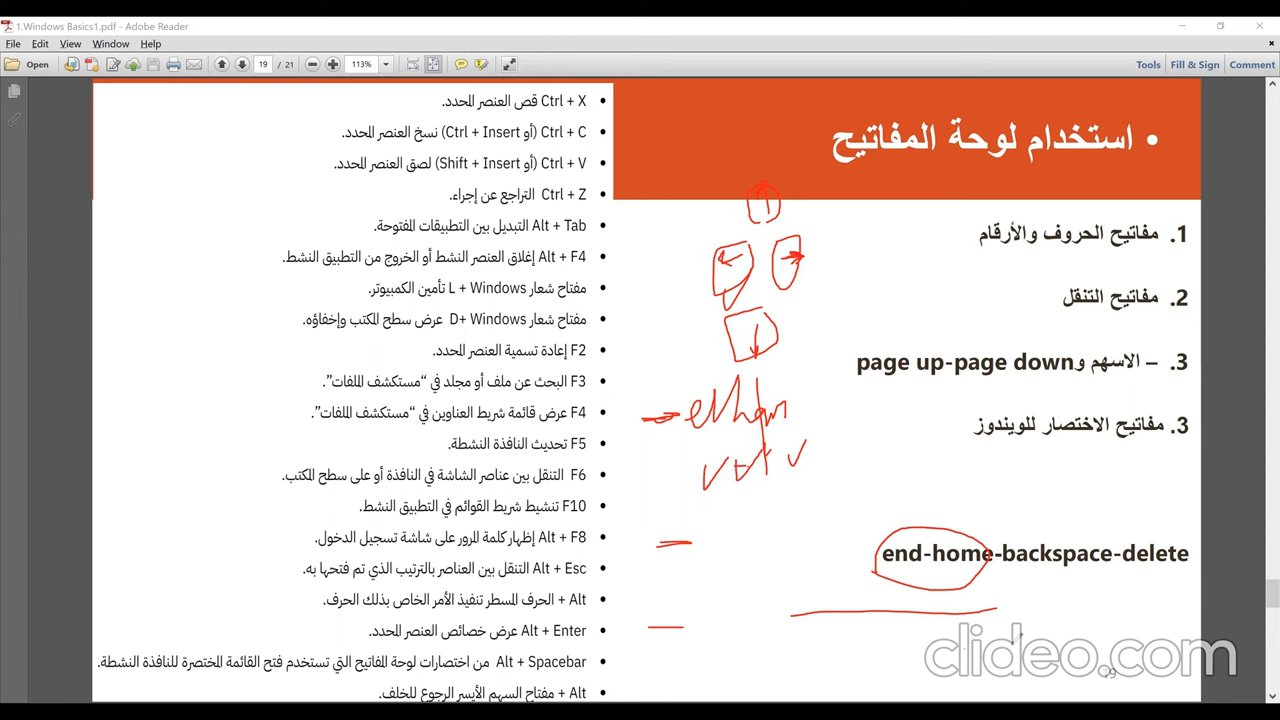 1.Windows Basics1.pdf - Adobe Reader
File Edit View Window Help
Open 19 / 21 113% Tools Fill & Sign Comment
• استخدام لوحة المفاتيح
1. مفاتيح الحروف والأرقام
2. مفاتيح التنقل
3. – الاسهم وpage up-page down
3. مفاتيح الاختصار للويندوز
end-home-backspace-delete
• Ctrl + X قص العنصر المحدد.
• Ctrl + C (أو Ctrl + Insert) نسخ العنصر المحدد.
• Ctrl + V (أو Shift + Insert) لصق العنصر المحدد.
• Ctrl + Z التراجع عن إجراء.
• Alt + Tab التبديل بين التطبيقات المفتوحة.
• Alt + F4 إغلاق العنصر النشط أو الخروج من التطبيق النشط.
• مفتاح شعار Windows + L تأمين الكمبيوتر.
• مفتاح شعار Windows +D عرض سطح المكتب وإخفاؤه.
• F2 إعادة تسمية العنصر المحدد.
• F3 البحث عن ملف أو مجلد في “مستكشف الملفات”.
• F4 عرض قائمة شريط العناوين في “مستكشف الملفات”.
• F5 تحديث النافذة النشطة.
• F6 التنقل بين عناصر الشاشة في النافذة أو على سطح المكتب.
• F10 تنشيط شريط القوائم في التطبيق النشط.
• Alt + F8 إظهار كلمة المرور على شاشة تسجيل الدخول.
• Alt + Esc التنقل بين العناصر بالترتيب الذي تم فتحها به.
• Alt + الحرف المسطر تنفيذ الأمر الخاص بذلك الحرف.
• Alt + Enter عرض خصائص العنصر المحدد.
• Alt + Spacebar من اختصارات لوحة المفاتيح التي تستخدم فتح القائمة المختصرة للنافذة النشطة.
• Alt + مفتاح السهم الأيسر الرجوع للخلف.
19
clideo.com